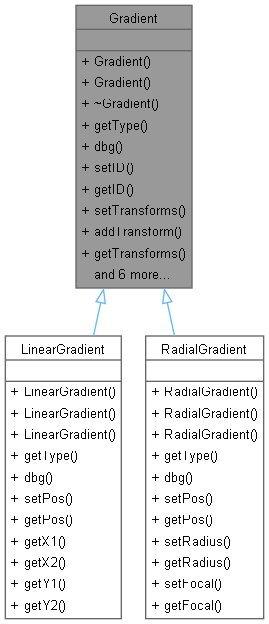 Gradient
+ Gradient()
+ Gradient()
+ ~Gradient()
+ getType()
+ dbg()
+ setID()
+ getID()
+ setTransforms()
+ addTransform()
+ getTransforms()
and 6 more...
LinearGradient
+ LinearGradient()
+ LinearGradient()
+ LinearGradient()
+ getType()
+ dbg()
+ setPos()
+ getPos()
+ getX1()
+ getX2()
+ getY1()
+ getY2()
RadialGradient
+ RadialGradient()
+ RadialGradient()
+ RadialGradient()
+ getType()
+ dbg()
+ setPos()
+ getPos()
+ setRadius()
+ getRadius()
+ setFocal()
+ getFocal()